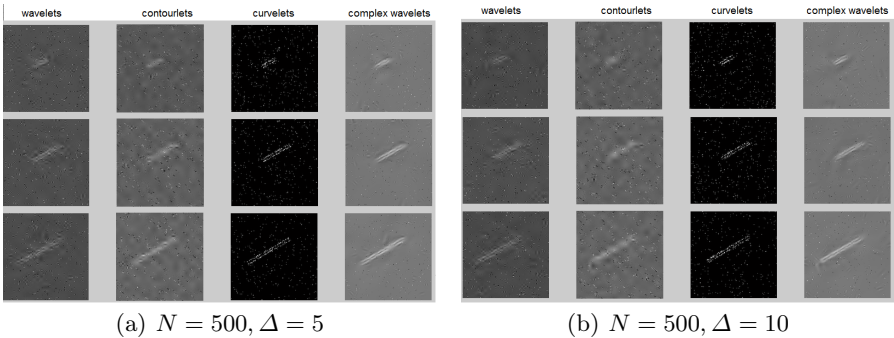 wavelets contourlets curvelets complex wavelets
wavelets contourlets curvelets complex wavelets
(a) N = 500, Δ = 5
(b) N = 500, Δ = 10